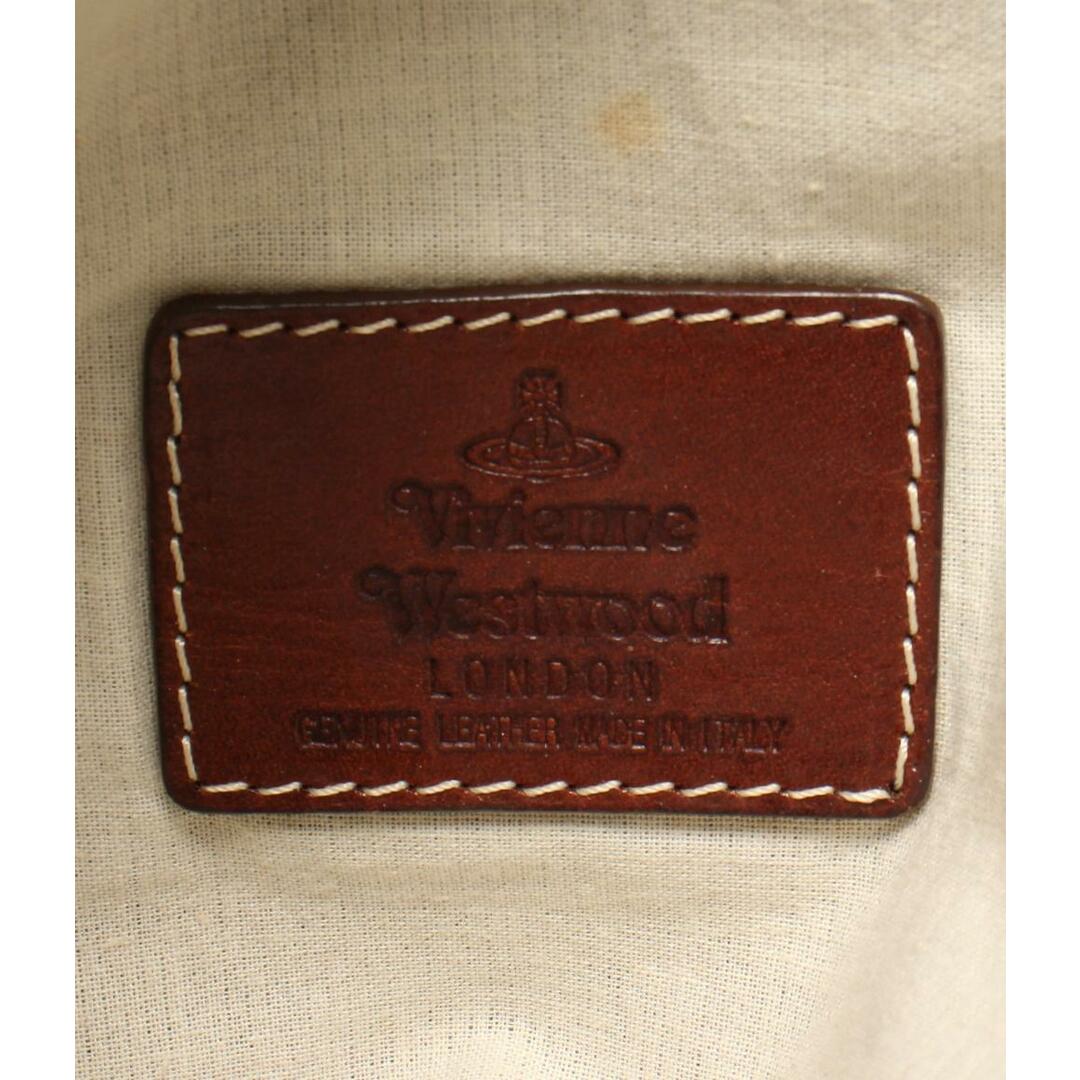 Vivienne
Westwood
LONDON
GENUINE LEATHER MADE IN ITALY